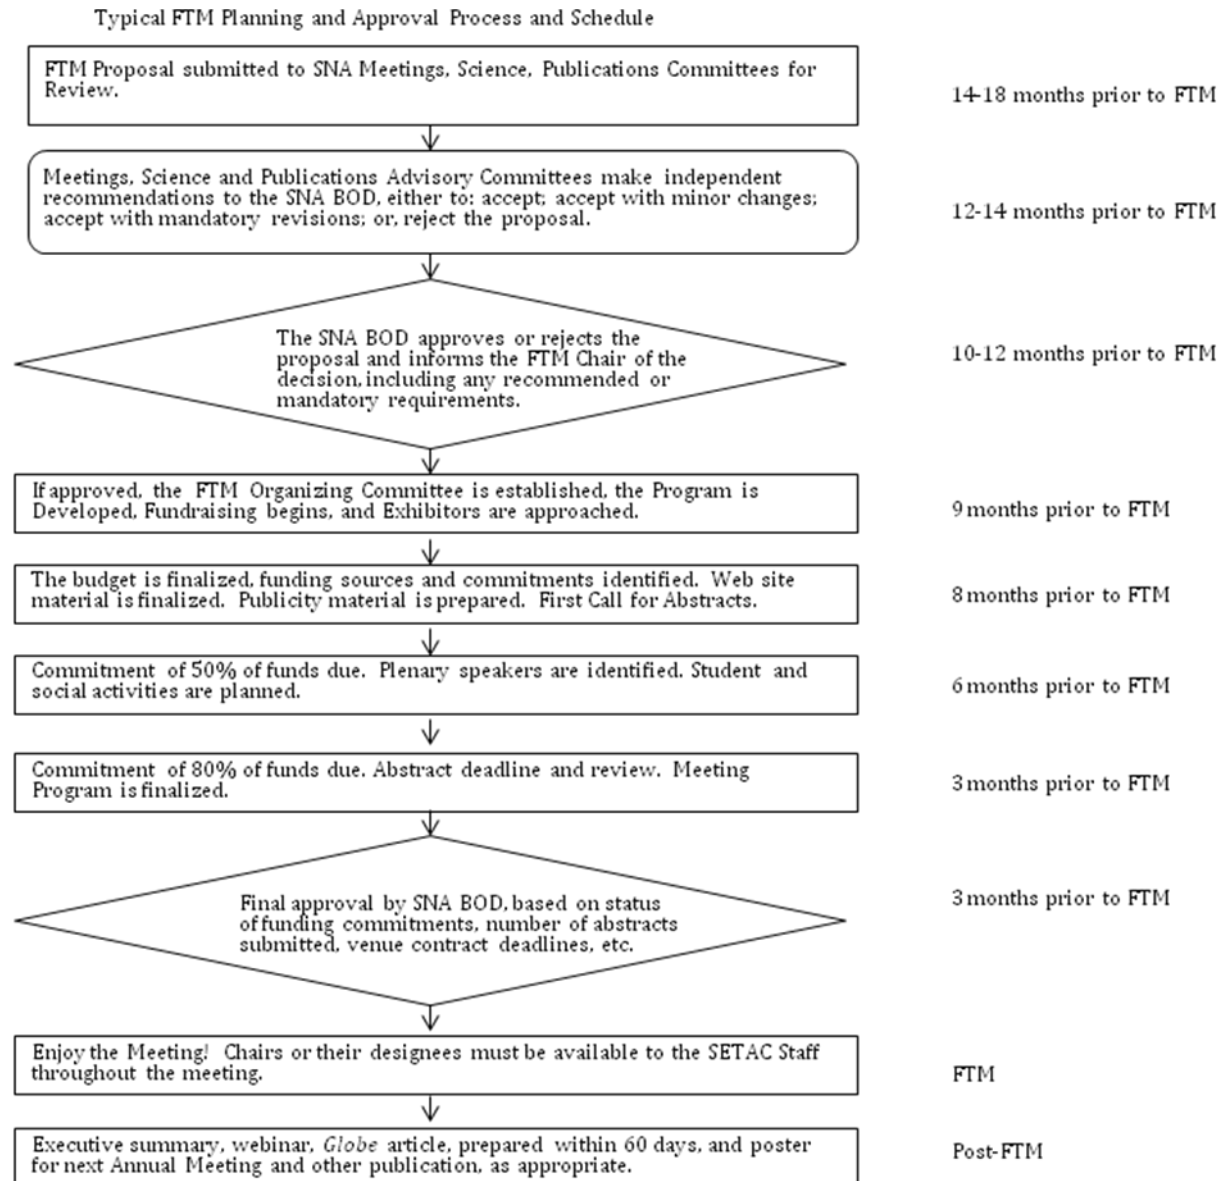 Typical FTM Planning and Approval Process and Schedule
FTM Proposal submitted to SNA Meetings, Science, Publications Committees for
Review.
14-18 months prior to FTM
Meetings, Science and Publications Advisory Committees make independent
recommendations to the SNA BOD, either to: accept; accept with minor changes;
accept with mandatory revisions; or, reject the proposal.
12-14 months prior to FTM
The SNA BOD approves or rejects the
proposal and informs the FTM Chair of the
decision, including any recommended or
mandatory requirements.
10-12 months prior to FTM
If approved, the FTM Organizing Committee is established, the Program is
Developed, Fundraising begins, and Exhibitors are approached.
9 months prior to FTM
The budget is finalized, funding sources and commitments identified. Web site
material is finalized. Publicity material is prepared. First Call for Abstracts.
8 months prior to FTM
Commitment of 50% of funds due. Plenary speakers are identified. Student and
social activities are planned.
6 months prior to FTM
Commitment of 80% of funds due. Abstract deadline and review. Meeting
Program is finalized.
3 months prior to FTM
Final approval by SNA BOD, based on status
of funding commitments, number of abstracts
submitted, venue contract deadlines, etc.
3 months prior to FTM
Enjoy the Meeting! Chairs or their designees must be available to the SETAC Staff
throughout the meeting.
FTM
Executive summary, webinar, Globe article, prepared within 60 days, and poster
for next Annual Meeting and other publication, as appropriate.
Post-FTM